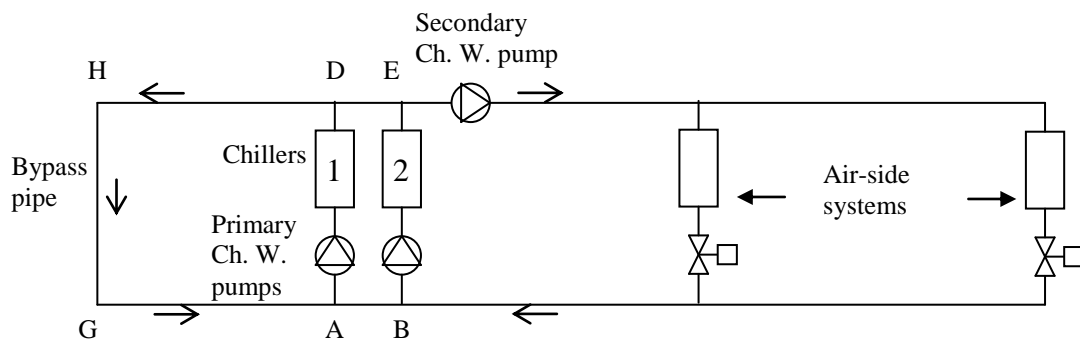 Secondary
Ch. W. pump
H
D
E
Bypass
pipe
Chillers
1
2
Air-side
systems
Primary
Ch. W.
pumps
G
A
B